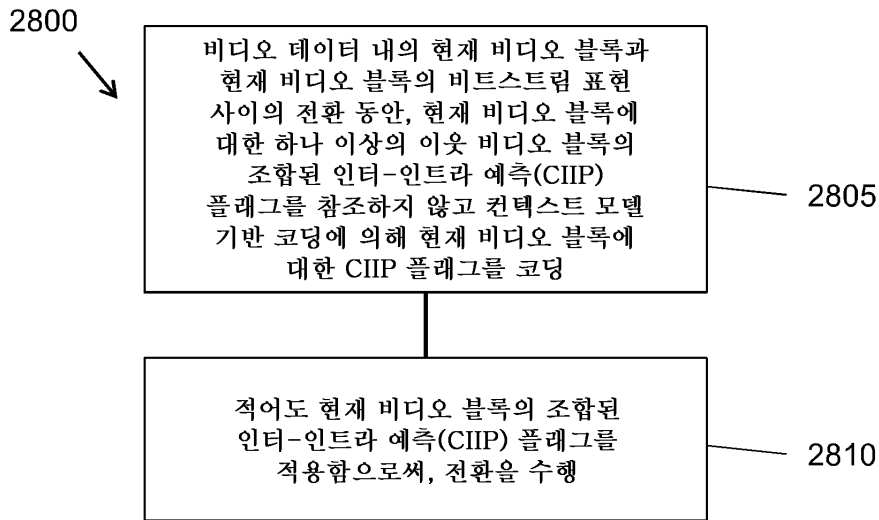 2800
비디오 데이터 내의 현재 비디오 블록과
현재 비디오 블록의 비트스트림 표현
사이의 전환 동안, 현재 비디오 블록에
대한 하나 이상의 이웃 비디오 블록의
조합된 인터-인트라 예측(CIIP)
플래그를 참조하지 않고 컨텍스트 모델
기반 코딩에 의해 현재 비디오 블록에
대한 CIIP 플래그를 코딩
2805
적어도 현재 비디오 블록의 조합된
인터-인트라 예측(CIIP) 플래그를
적용함으로써, 전환을 수행
2810